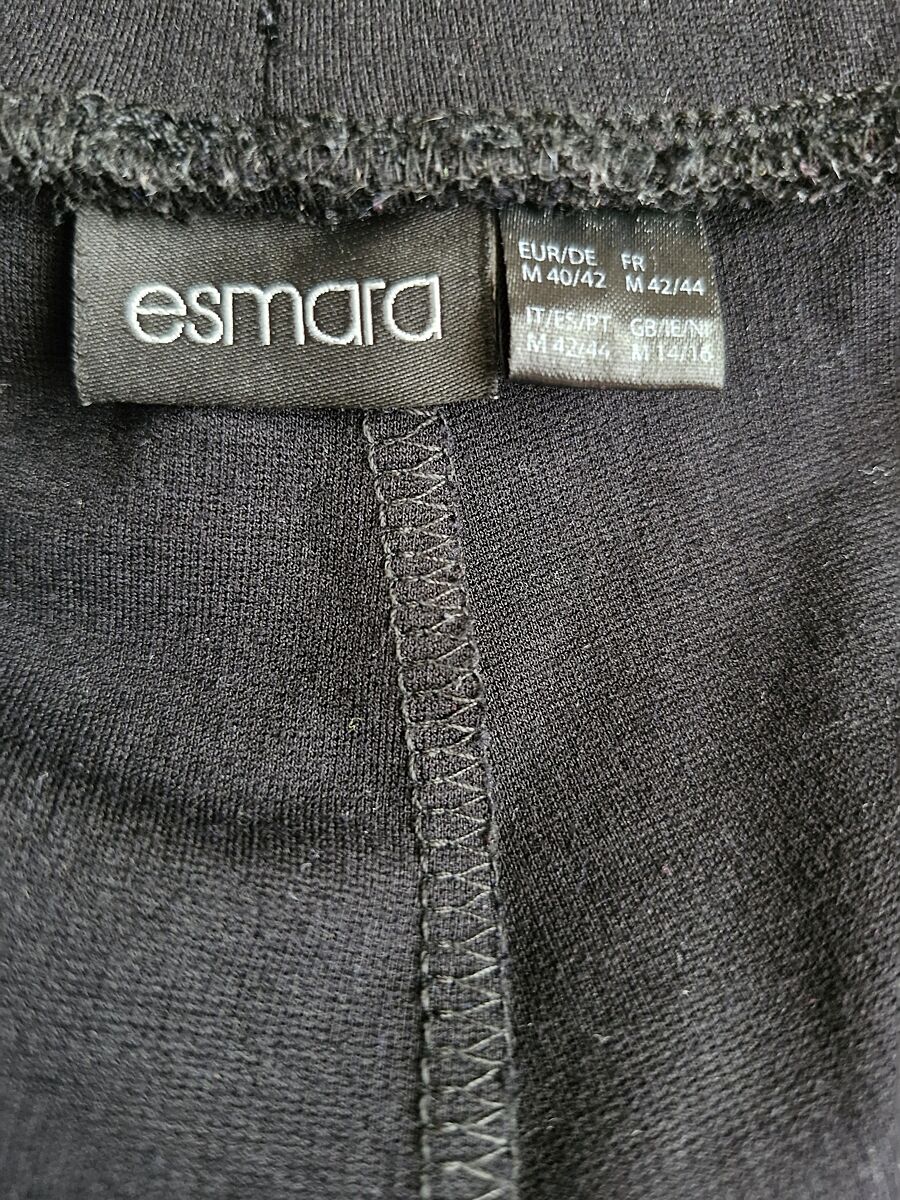 esmara
EUR/DE FR
M 40/42 M 42/44
IT/ES/PT GB/IE/NI
M 42/44 M 14/16